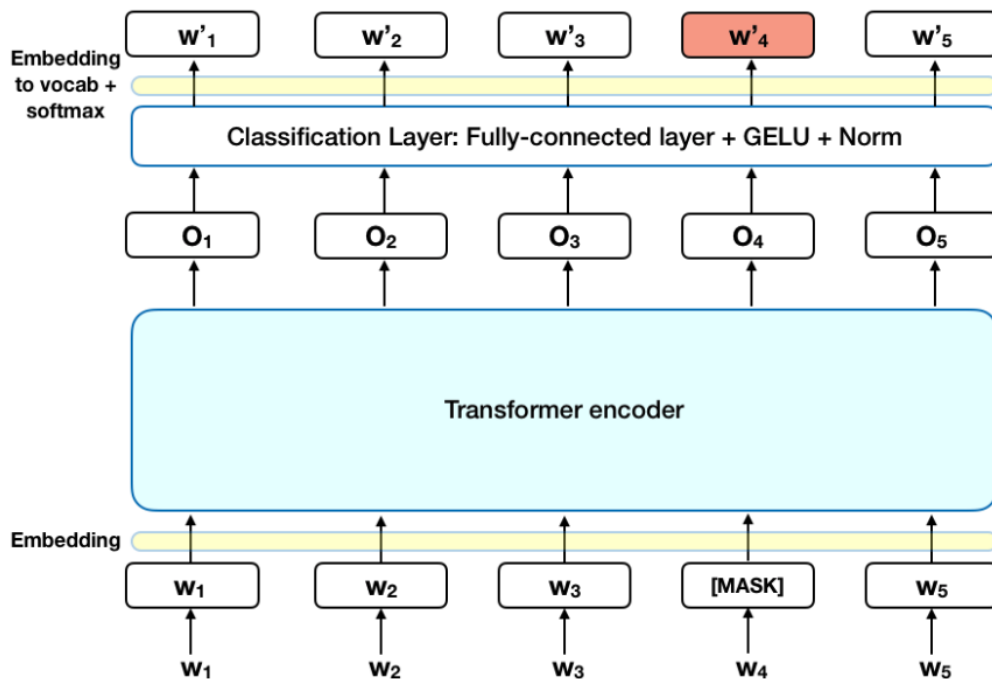 w'₁ w'₂ w'₃ w'₄ w'₅
Embedding
to vocab +
softmax
Classification Layer: Fully-connected layer + GELU + Norm
O₁ O₂ O₃ O₄ O₅
Transformer encoder
Embedding
w₁ w₂ w₃ [MASK] w₅
w₁ w₂ w₃ w₄ w₅